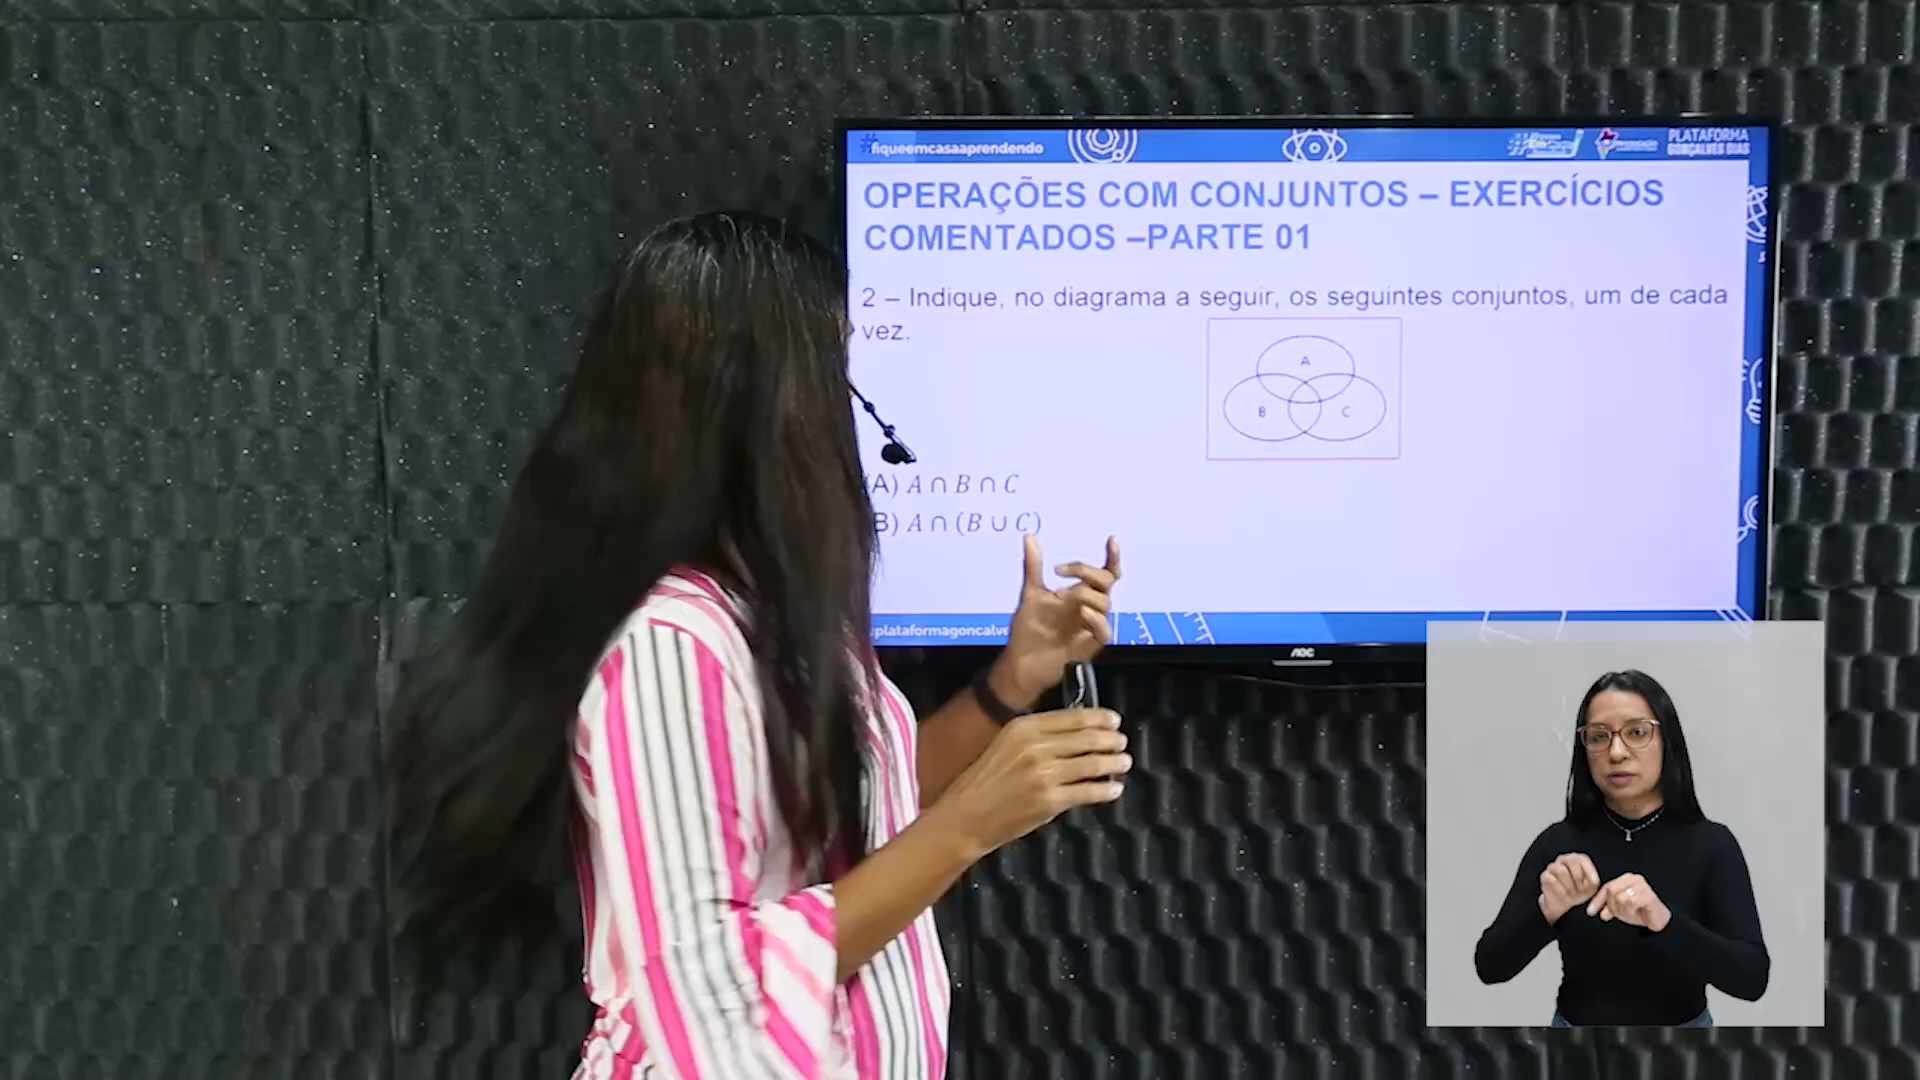 #fiqueemcasaaprendendo
PLATAFORMA
GONÇALVES DIAS
OPERAÇÕES COM CONJUNTOS – EXERCÍCIOS
COMENTADOS –PARTE 01
2 – Indique, no diagrama a seguir, os seguintes conjuntos, um de cada
vez.
A
B C
(A) A ∩ B ∩ C
B) A ∩ (B ∪ C)
AOC